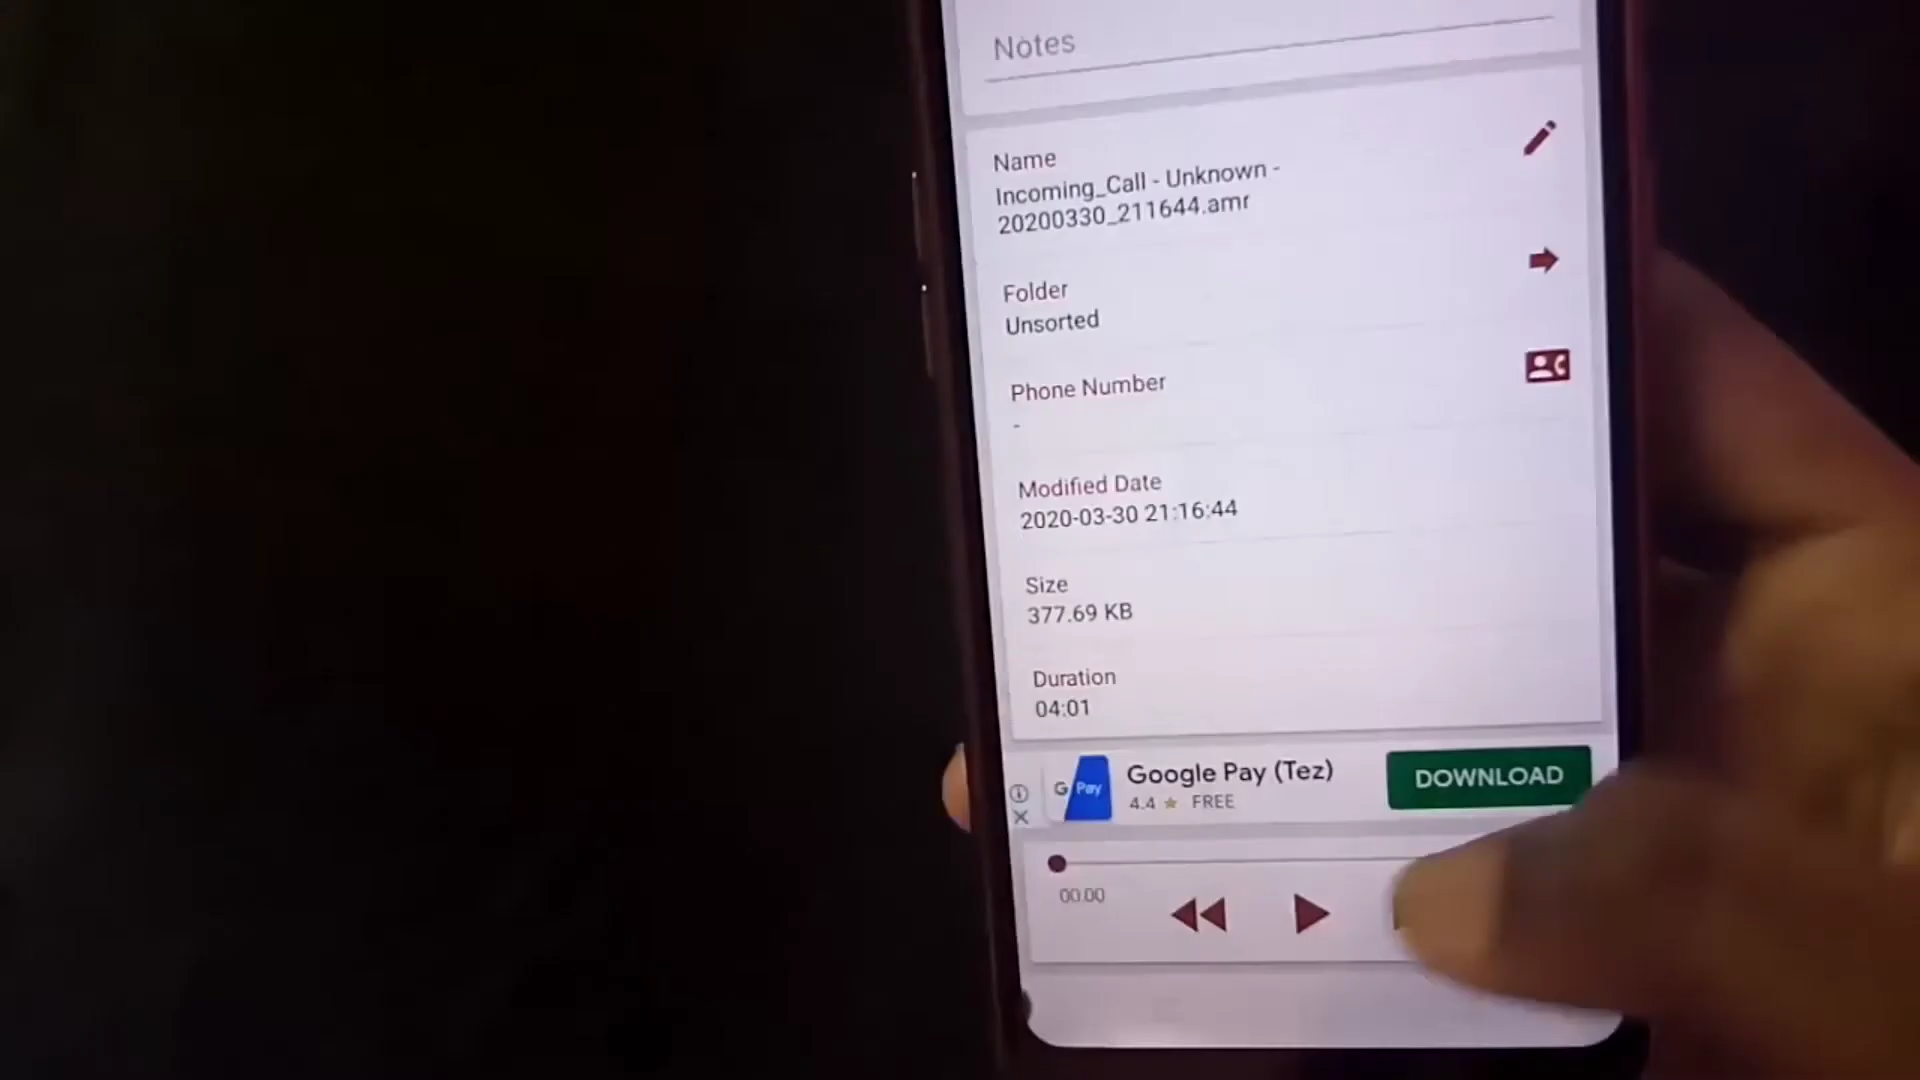 Notes
Name
Incoming_Call - Unknown -
20200330_211644.amr
Folder
Unsorted
Phone Number
-
Modified Date
2020-03-30 21:16:44
Size
377.69 KB
Duration
04:01
G Pay
Google Pay (Tez)
4.4 ★ FREE
DOWNLOAD
00:00